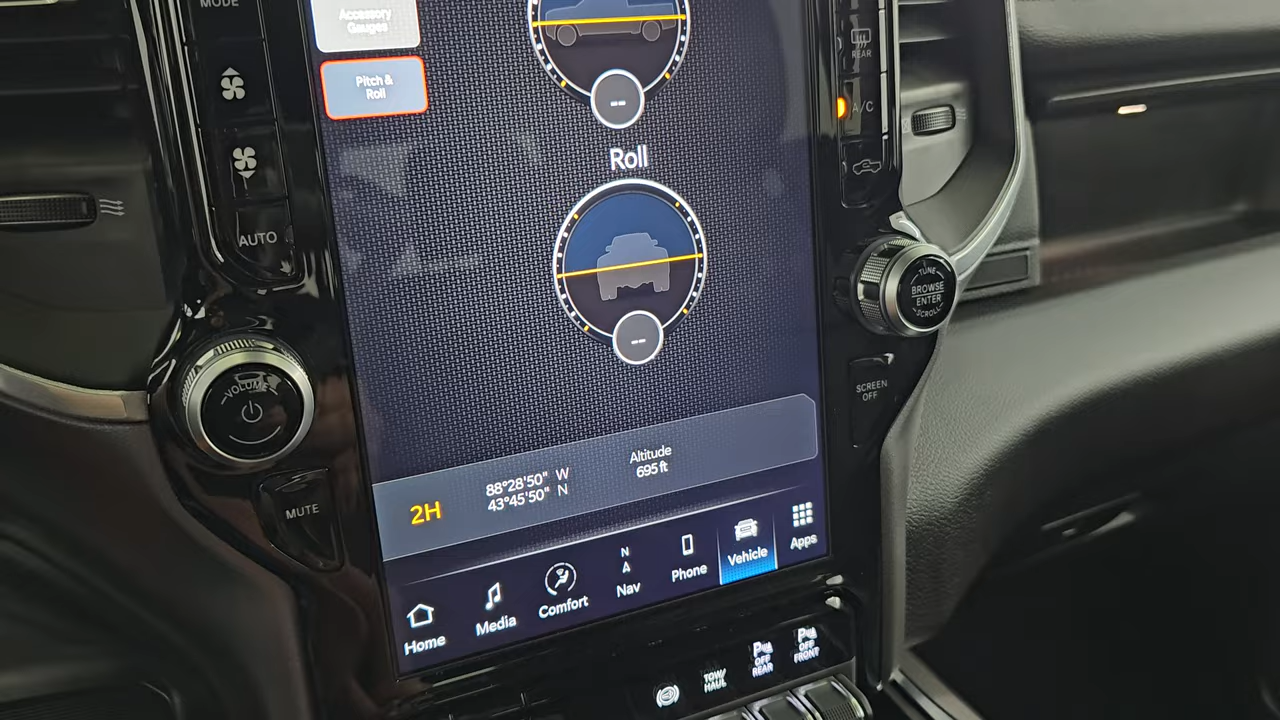 MODE
Accessory
Gauges
Pitch &
Roll
--
REAR
A/C
Roll
AUTO
--
TUNE
BROWSE
ENTER
SCROLL
VOLUME
SCREEN
OFF
MUTE
2H
88°28'50" W
43°45'50" N
Altitude
695 ft
Home
Media
Comfort
N
Nav
Phone
Vehicle
Apps
TOW/
HAUL
P
OFF
REAR
P
OFF
FRONT